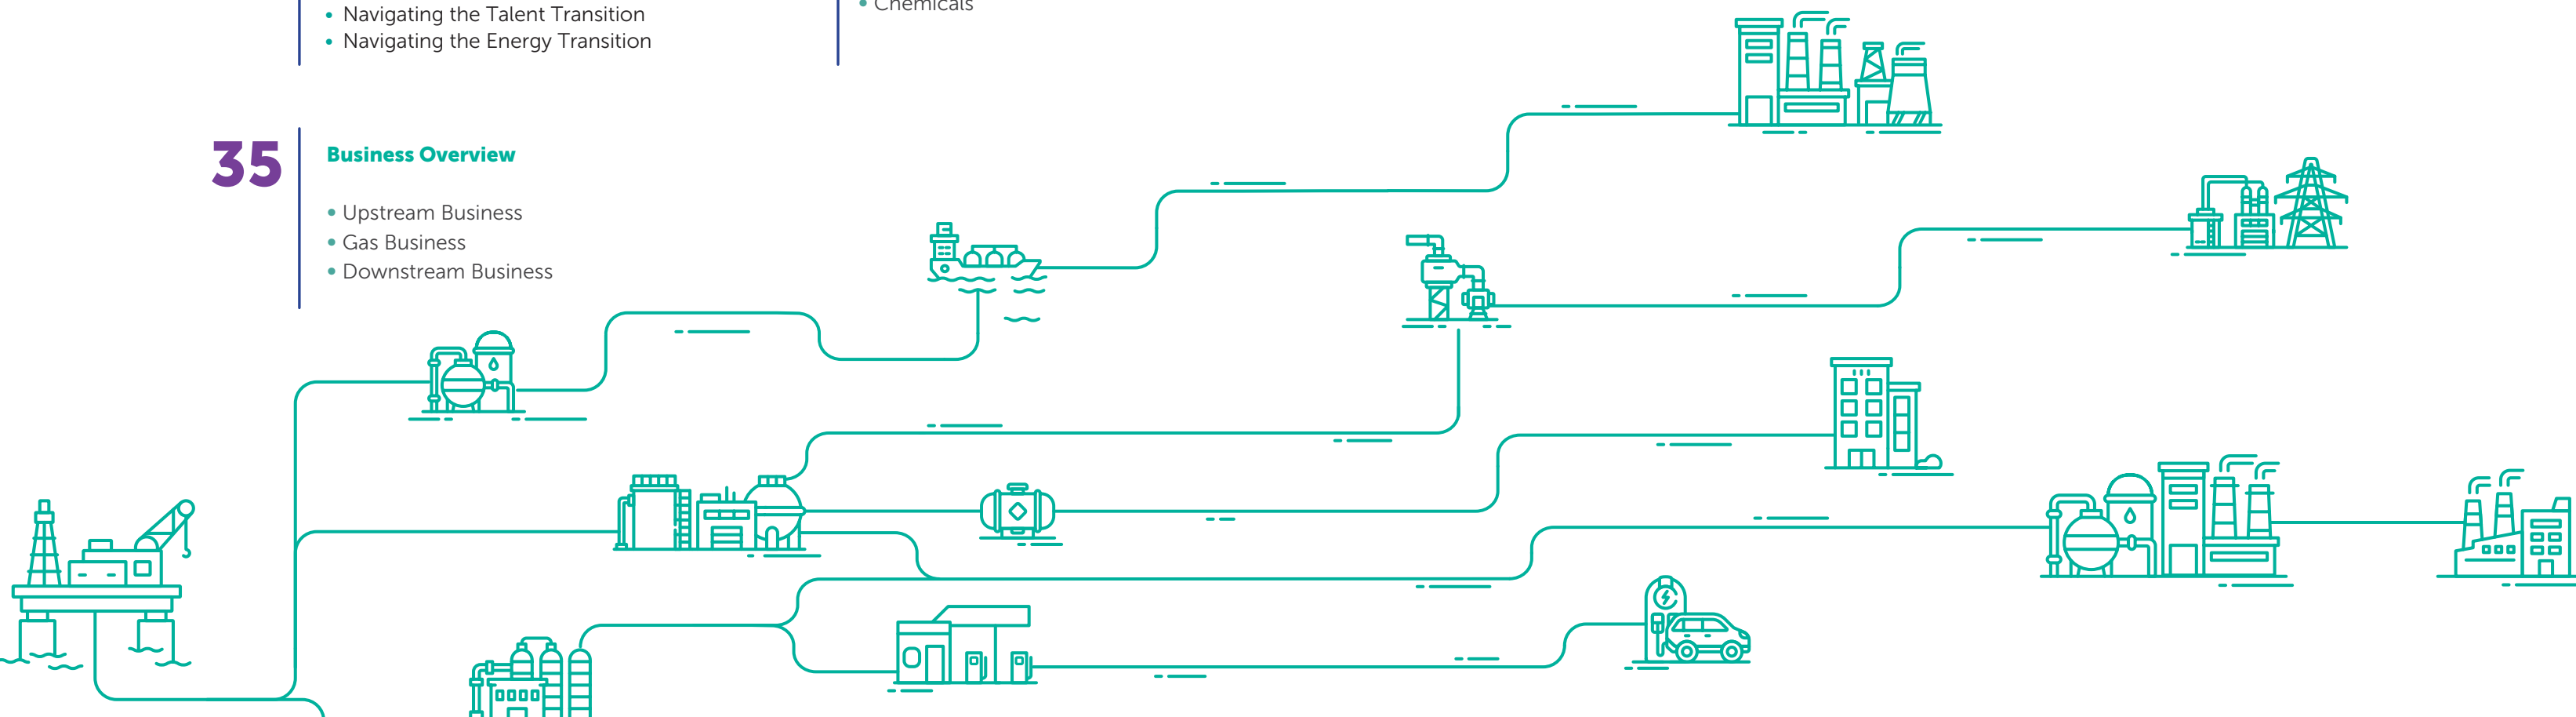 • Navigating the Talent Transition
• Navigating the Energy Transition
• Chemicals
35
Business Overview
• Upstream Business
• Gas Business
• Downstream Business